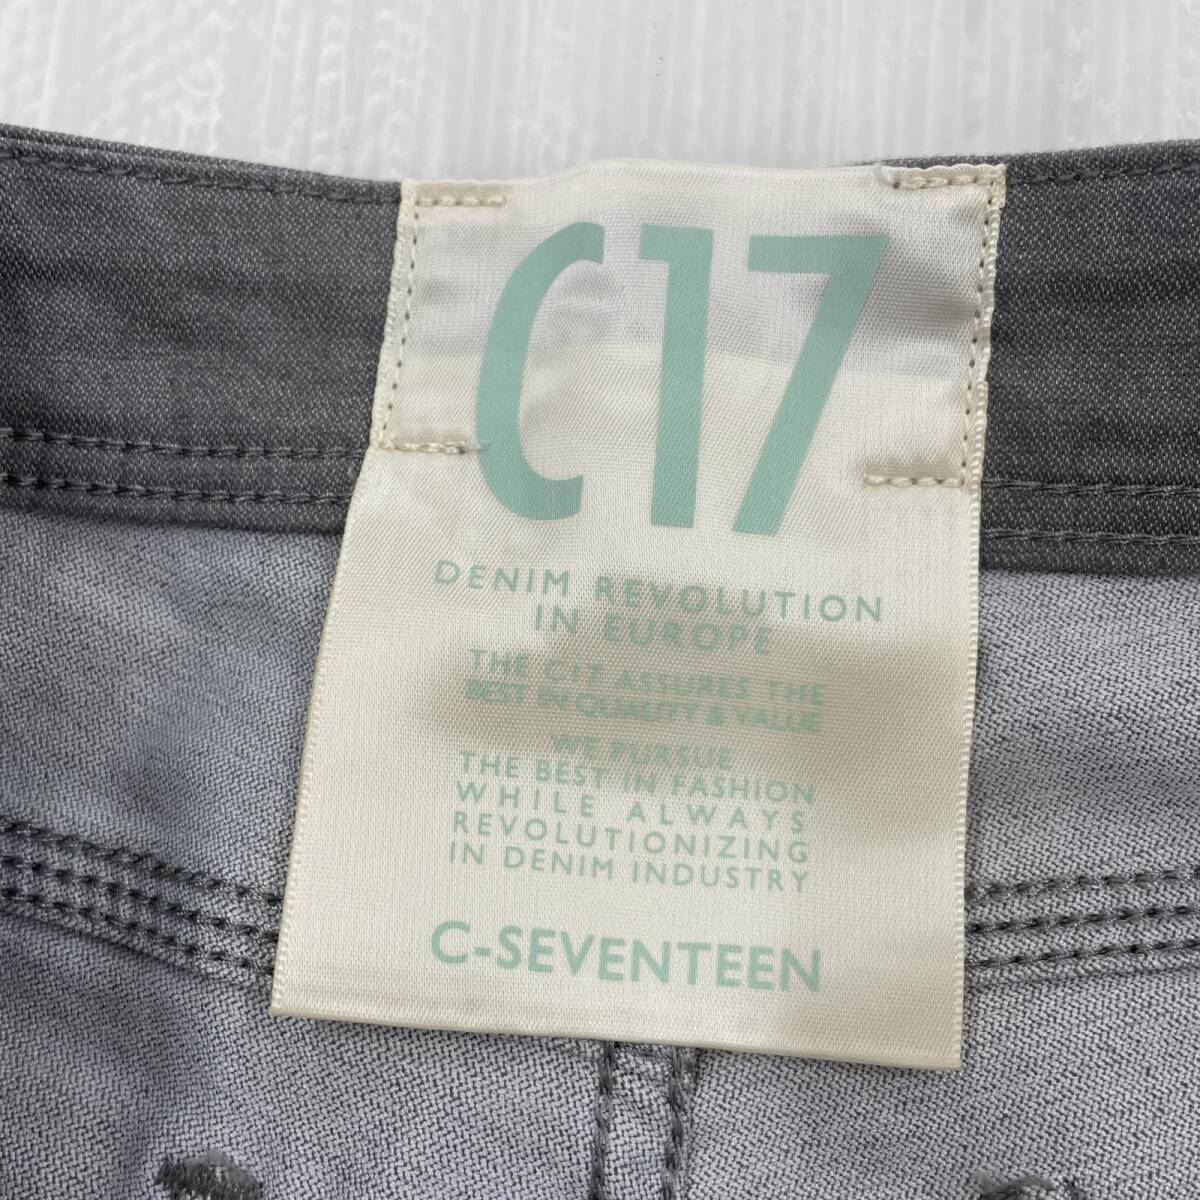 C17
DENIM REVOLUTION
IN EUROPE
THE C17 ASSURES THE
BEST IN QUALITY & VALUE
WE PURSUE
THE BEST IN FASHION
WHILE ALWAYS
REVOLUTIONIZING
IN DENIM INDUSTRY
C-SEVENTEEN